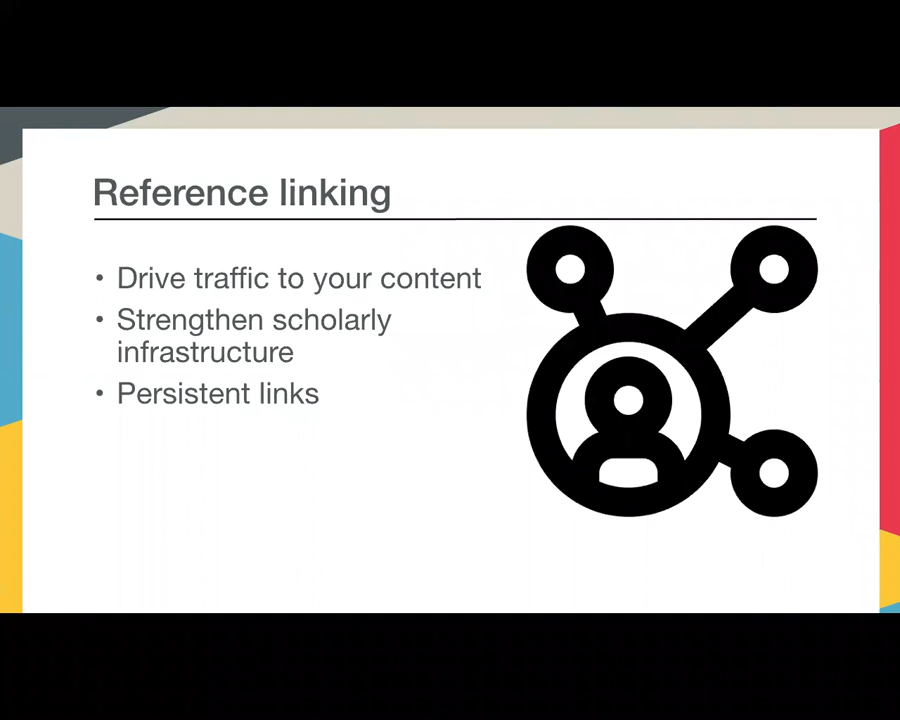 Reference linking
• Drive traffic to your content
• Strengthen scholarly
infrastructure
• Persistent links